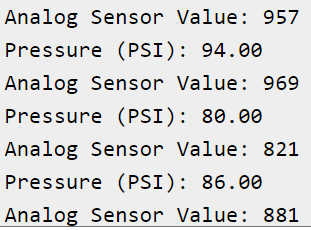 Analog Sensor Value: 957
Pressure (PSI): 94.00
Analog Sensor Value: 969
Pressure (PSI): 80.00
Analog Sensor Value: 821
Pressure (PSI): 86.00
Analog Sensor Value: 881